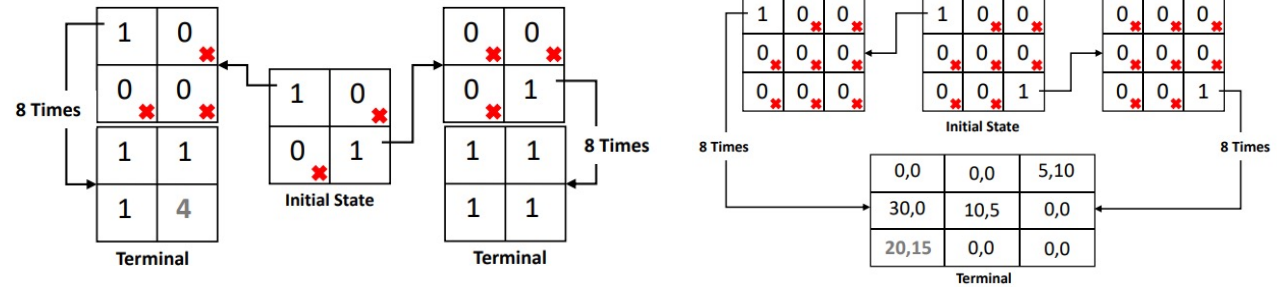 1 0
0 0
8 Times
1 1
1 4
Terminal
1 0
0 1
Initial State
0 0
0 1
8 Times
1 1
1 1
Terminal
1 0 0
0 0 0
0 0 0
1 0 0
0 0 0
0 0 1
Initial State
0 0 0
0 0 0
0 0 1
8 Times
8 Times
0,0 0,0 5,10
30,0 10,5 0,0
20,15 0,0 0,0
Terminal